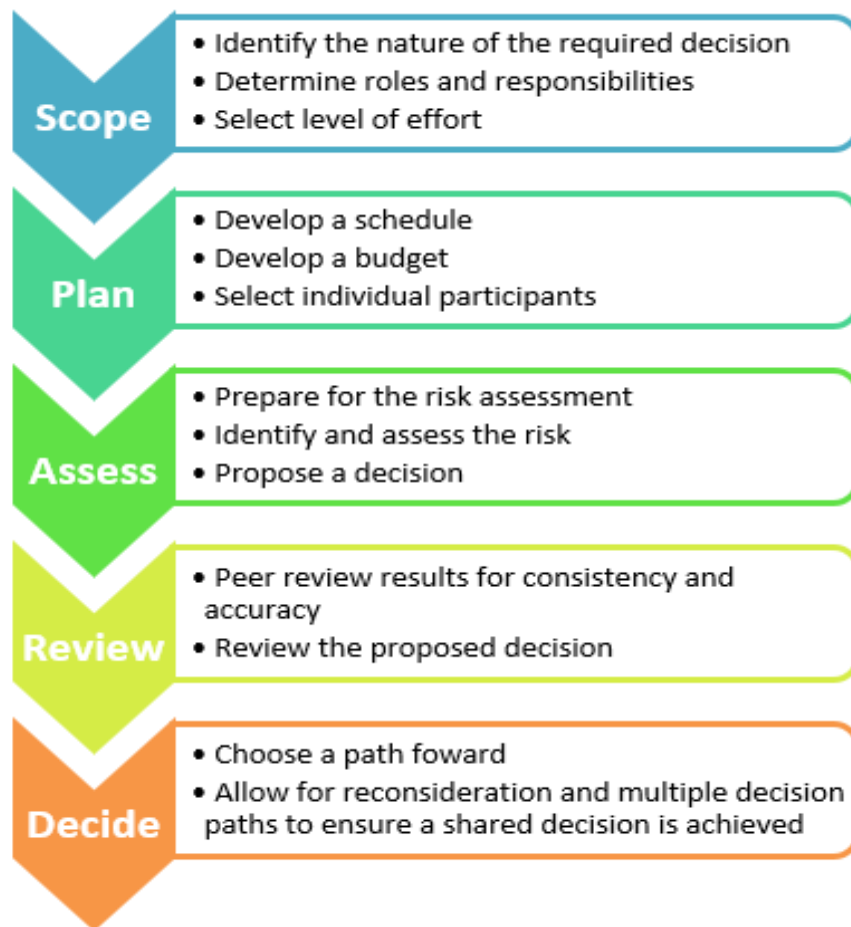 Scope
• Identify the nature of the required decision
• Determine roles and responsibilities
• Select level of effort
Plan
• Develop a schedule
• Develop a budget
• Select individual participants
Assess
• Prepare for the risk assessment
• Identify and assess the risk
• Propose a decision
Review
• Peer review results for consistency and
accuracy
• Review the proposed decision
Decide
• Choose a path foward
• Allow for reconsideration and multiple decision
paths to ensure a shared decision is achieved